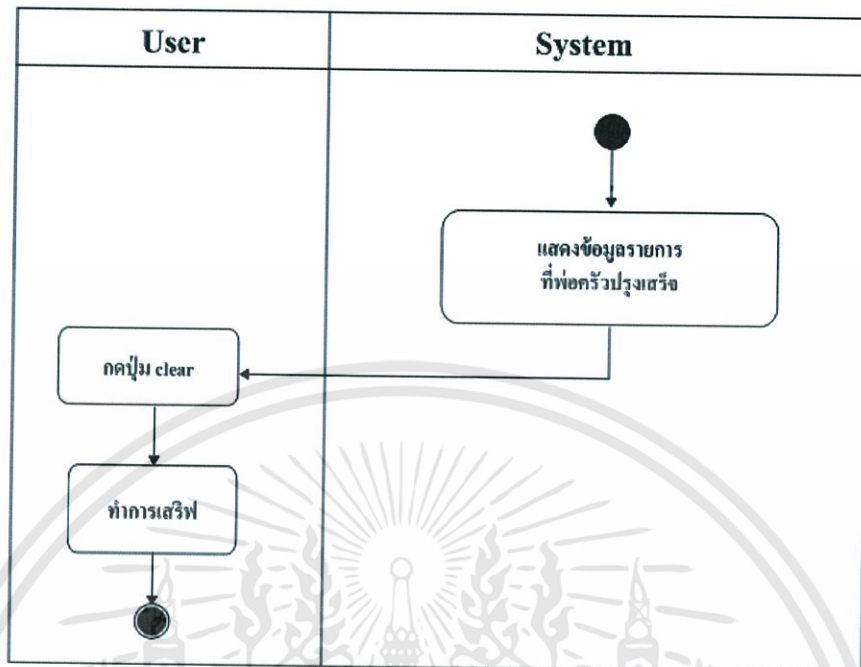 User
System
แสดงข้อมูลรายการ
ที่พ่อครัวปรุงเสร็จ
กดปุ่ม clear
ทำการเสริฟ